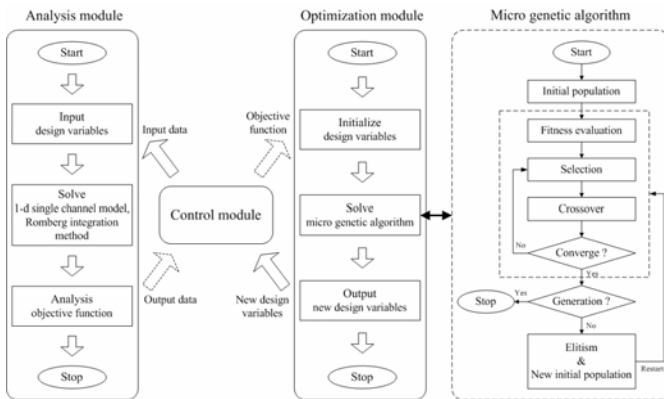 Analysis module
Start
Input
design variables
Solve
1-d single channel model,
Romberg integration
method
Analysis
objective function
Stop
Input data
Output data
Control module
Objective
function
New design
variables
Optimization module
Start
Initialize
design variables
Solve
micro genetic algorithm
Output
new design variables
Stop
Micro genetic algorithm
Start
Initial population
Fitness evaluation
Selection
Crossover
No
Converge ?
Yes
Stop
Yes
Generation ?
No
Elitism
&
New initial population
Restart